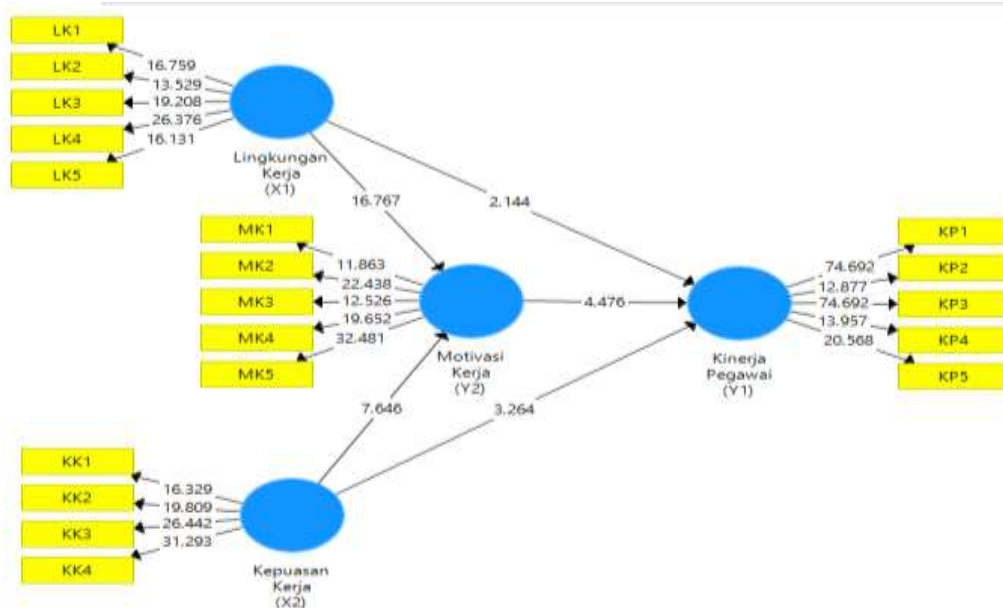 LK1
LK2
LK3
LK4
LK5
16.759
13.529
19.208
26.376
16.131
Lingkungan
Kerja
(X1)
16.767
2.144
MK1
MK2
MK3
MK4
MK5
11.863
22.438
12.526
19.652
32.481
Motivasi
Kerja
(Y2)
4.476
KP1
KP2
KP3
KP4
KP5
74.692
12.877
74.692
13.957
20.568
Kinerja
Pegawai
(Y1)
7.646
3.264
KK1
KK2
KK3
KK4
16.329
19.809
26.442
31.293
Kepuasan
Kerja
(X2)